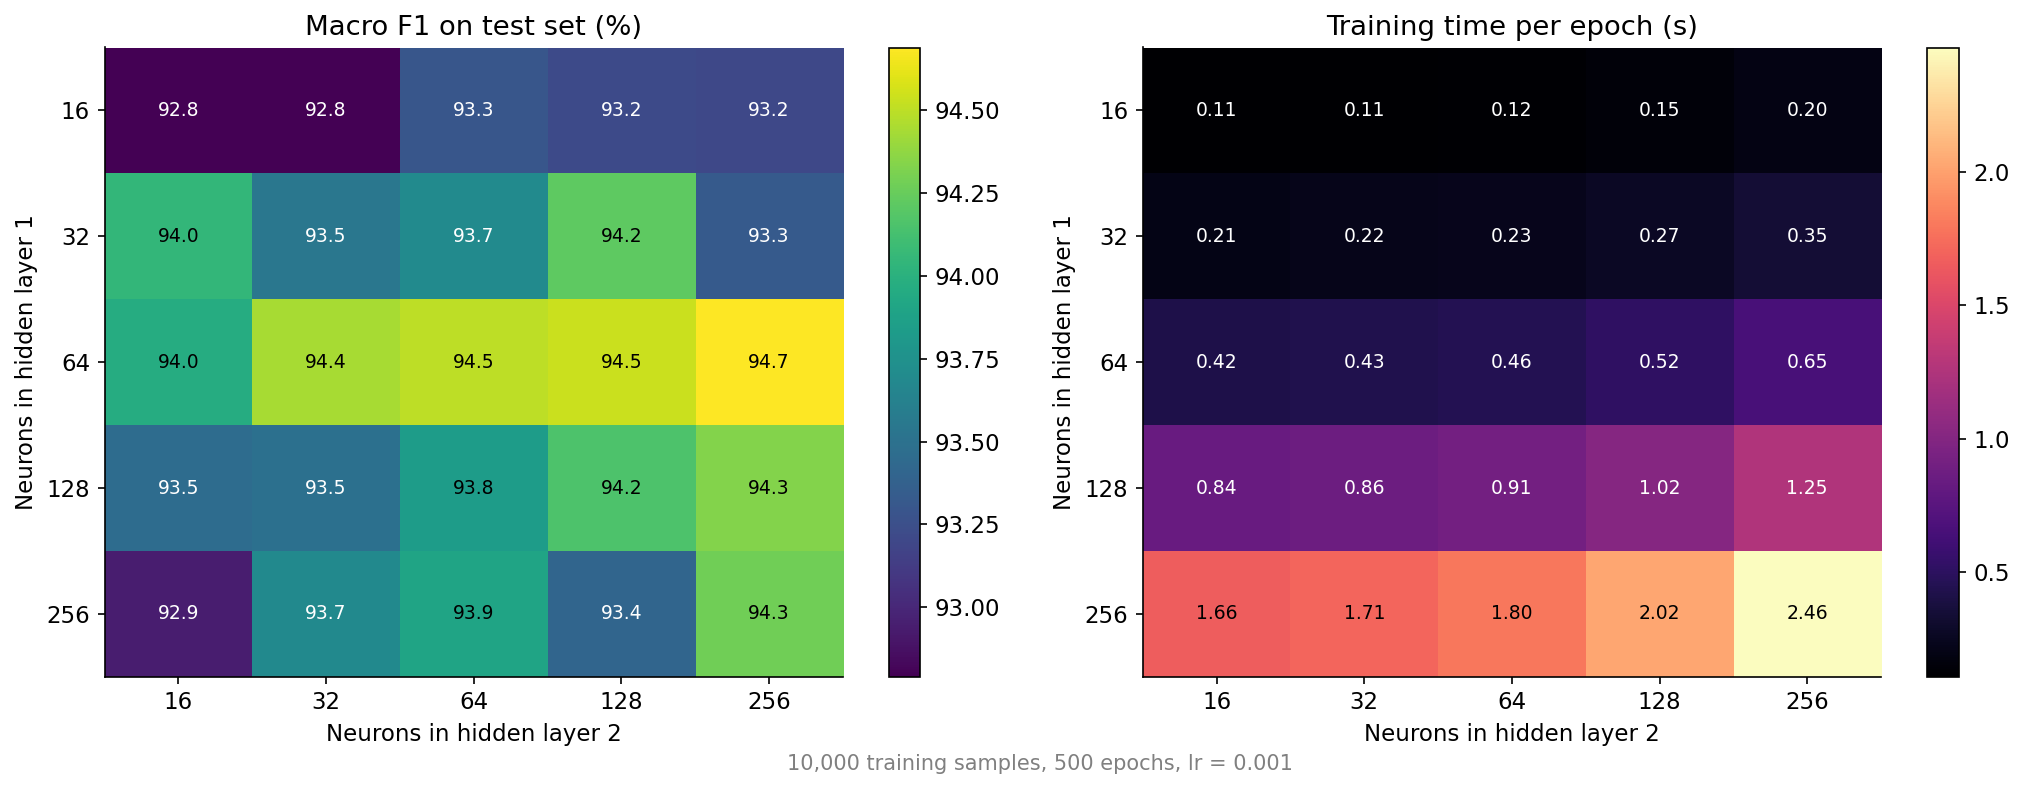 Macro F1 on test set (%)
Neurons in hidden layer 1
16 92.8 92.8 93.3 93.2 93.2
32 94.0 93.5 93.7 94.2 93.3
64 94.0 94.4 94.5 94.5 94.7
128 93.5 93.5 93.8 94.2 94.3
256 92.9 93.7 93.9 93.4 94.3
16 32 64 128 256
Neurons in hidden layer 2
94.50
94.25
94.00
93.75
93.50
93.25
93.00
Training time per epoch (s)
Neurons in hidden layer 1
16 0.11 0.11 0.12 0.15 0.20
32 0.21 0.22 0.23 0.27 0.35
64 0.42 0.43 0.46 0.52 0.65
128 0.84 0.86 0.91 1.02 1.25
256 1.66 1.71 1.80 2.02 2.46
16 32 64 128 256
Neurons in hidden layer 2
2.0
1.5
1.0
0.5
10,000 training samples, 500 epochs, lr = 0.001